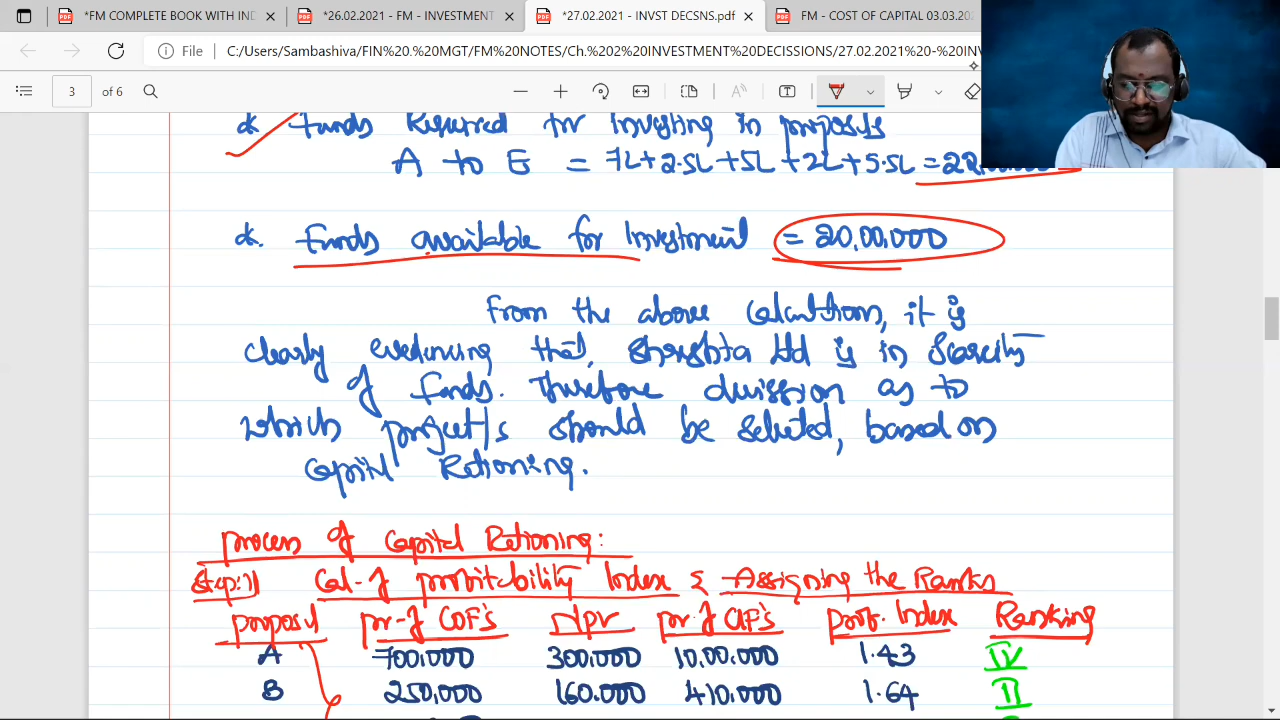 *FM COMPLETE BOOK WITH IND
*26.02.2021 - FM - INVESTMENT
*27.02.2021 - INVST DECSNS.pdf
FM - COST OF CAPITAL 03.03.202
File
C:/Users/Sambashiva/FIN%20.%20MGT/FM%20NOTES/Ch.%202%20INVESTMENT%20DECISSIONS/27.02.2021%20-%20INV
3 of 6
* Funds Required for Investing in proposals
A to E = 7L+2.5L+5L+2L+5.5L =22,00,000
*. Funds available for Investment = 20,00,000
From the above calculations, it is
clearly evidencing that, Ltd is in Scarcity
of funds. Therefore decission as to
which project/s should be selected, based on
Capital Rationing.
process of Capital Rationing:
Step:1) Cal-of profitability Index & Assigning the Ranks
proposal pr-of COF's NPV pr.of CIF's Prof. Index Ranking
A 700,000 300,000 10,00,000 1.43 IV
B 250,000 160,000 410,000 1.64 II